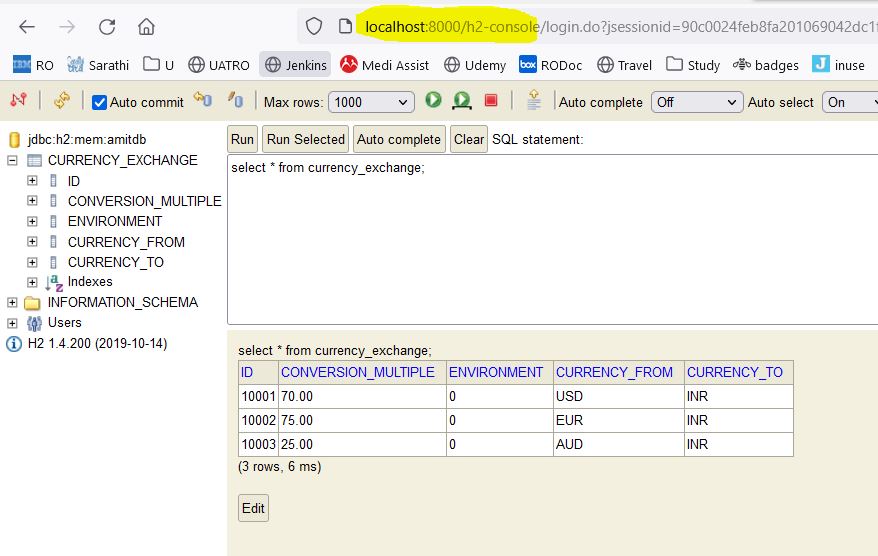 localhost:8000/h2-console/login.do?jsessionid=90c0024feb8fa201069042dc1f
IBM RO Sarathi U UATRO Jenkins Medi Assist Udemy box RODoc Travel Study badges J inuse
Auto commit Max rows: 1000 Auto complete Off Auto select On
jdbc:h2:mem:amitdb
CURRENCY_EXCHANGE
ID
CONVERSION_MULTIPLE
ENVIRONMENT
CURRENCY_FROM
CURRENCY_TO
Indexes
INFORMATION_SCHEMA
Users
H2 1.4.200 (2019-10-14)
Run Run Selected Auto complete Clear SQL statement:
select * from currency_exchange;
select * from currency_exchange;
ID CONVERSION_MULTIPLE ENVIRONMENT CURRENCY_FROM CURRENCY_TO
10001 70.00 0 USD INR
10002 75.00 0 EUR INR
10003 25.00 0 AUD INR
(3 rows, 6 ms)
Edit